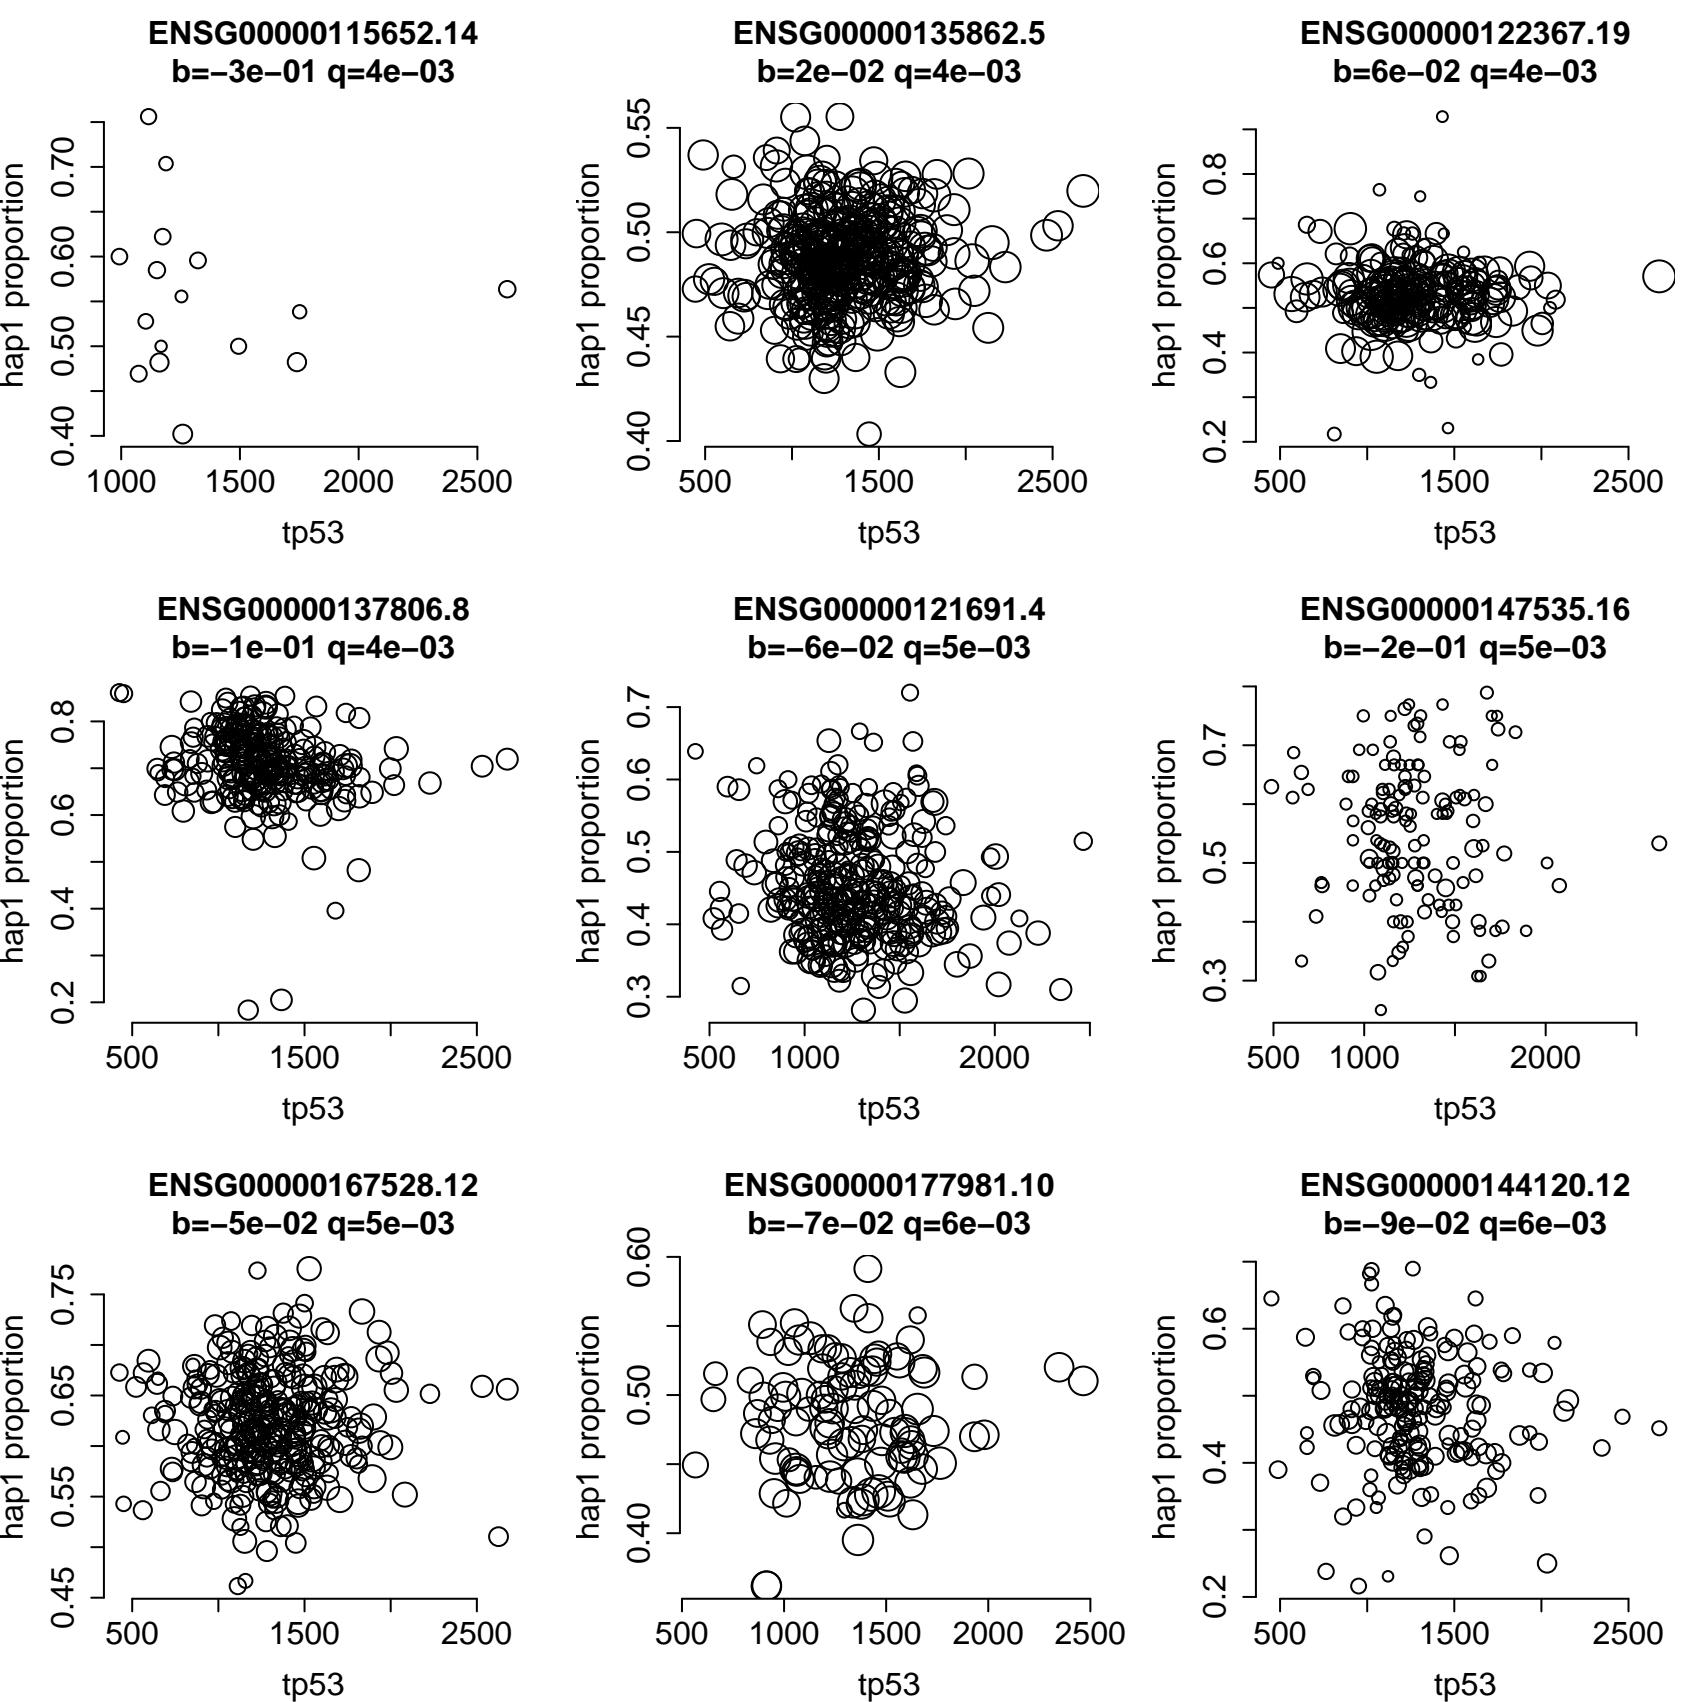 ENSG00000115652.14
b=−3e−01 q=4e−03
hap1 proportion
0.40 0.50 0.60 0.70
1000 1500 2000 2500
tp53
ENSG00000135862.5
b=2e−02 q=4e−03
hap1 proportion
0.40 0.45 0.50 0.55
500 1500 2500
tp53
ENSG00000122367.19
b=6e−02 q=4e−03
hap1 proportion
0.2 0.4 0.6 0.8
500 1500 2500
tp53
ENSG00000137806.8
b=−1e−01 q=4e−03
hap1 proportion
0.2 0.4 0.6 0.8
500 1500 2500
tp53
ENSG00000121691.4
b=−6e−02 q=5e−03
hap1 proportion
0.3 0.4 0.5 0.6 0.7
500 1000 2000
tp53
ENSG00000147535.16
b=−2e−01 q=5e−03
hap1 proportion
0.3 0.5 0.7
500 1000 2000
tp53
ENSG00000167528.12
b=−5e−02 q=5e−03
hap1 proportion
0.45 0.55 0.65 0.75
500 1500 2500
tp53
ENSG00000177981.10
b=−7e−02 q=6e−03
hap1 proportion
0.40 0.50 0.60
500 1000 1500 2000 2500
tp53
ENSG00000144120.12
b=−9e−02 q=6e−03
hap1 proportion
0.2 0.4 0.6
500 1500 2500
tp53